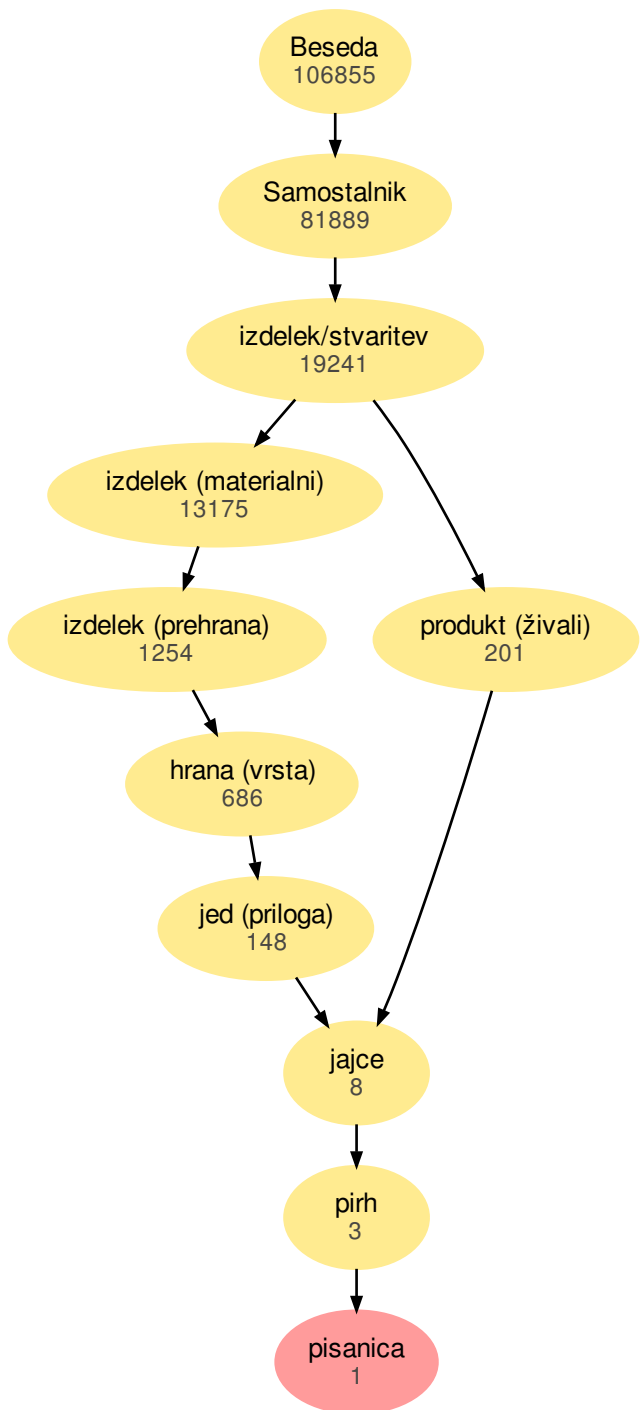 Beseda
106855
Samostalnik
81889
izdelek/stvaritev
19241
izdelek (materialni)
13175
izdelek (prehrana)
1254
produkt (živali)
201
hrana (vrsta)
686
jed (priloga)
148
jajce
8
pirh
3
pisanica
1